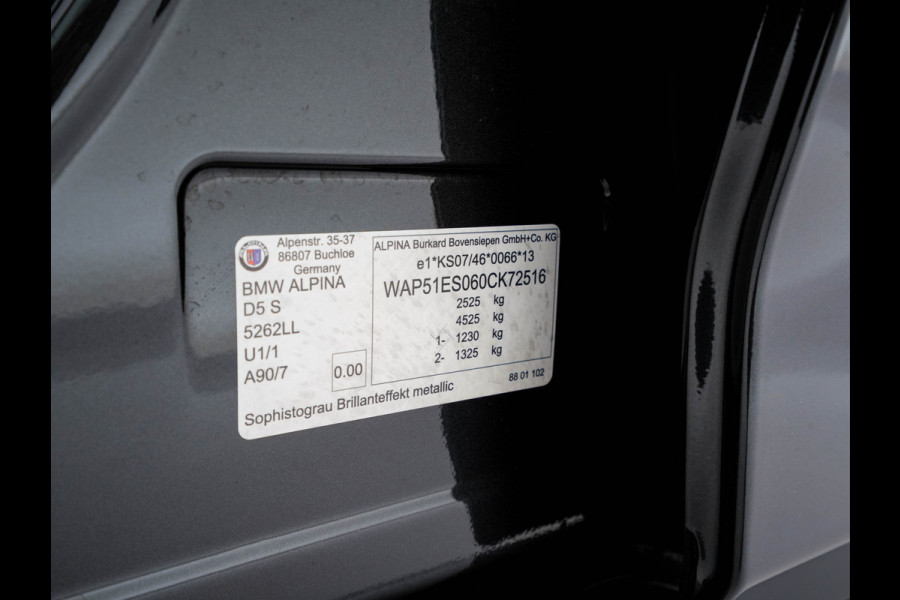 Alpenstr. 35-37
86807 Buchloe
Germany
BMW ALPINA
D5 S
5262LL
U1/1
A90/7
0.00
ALPINA Burkard Bovensiepen GmbH+Co. KG
e1*KS07/46*0066*13
WAP51ES060CK72516
2525 kg
4525 kg
1- 1230 kg
2- 1325 kg
Sophistograu Brillanteffekt metallic
88 01 102